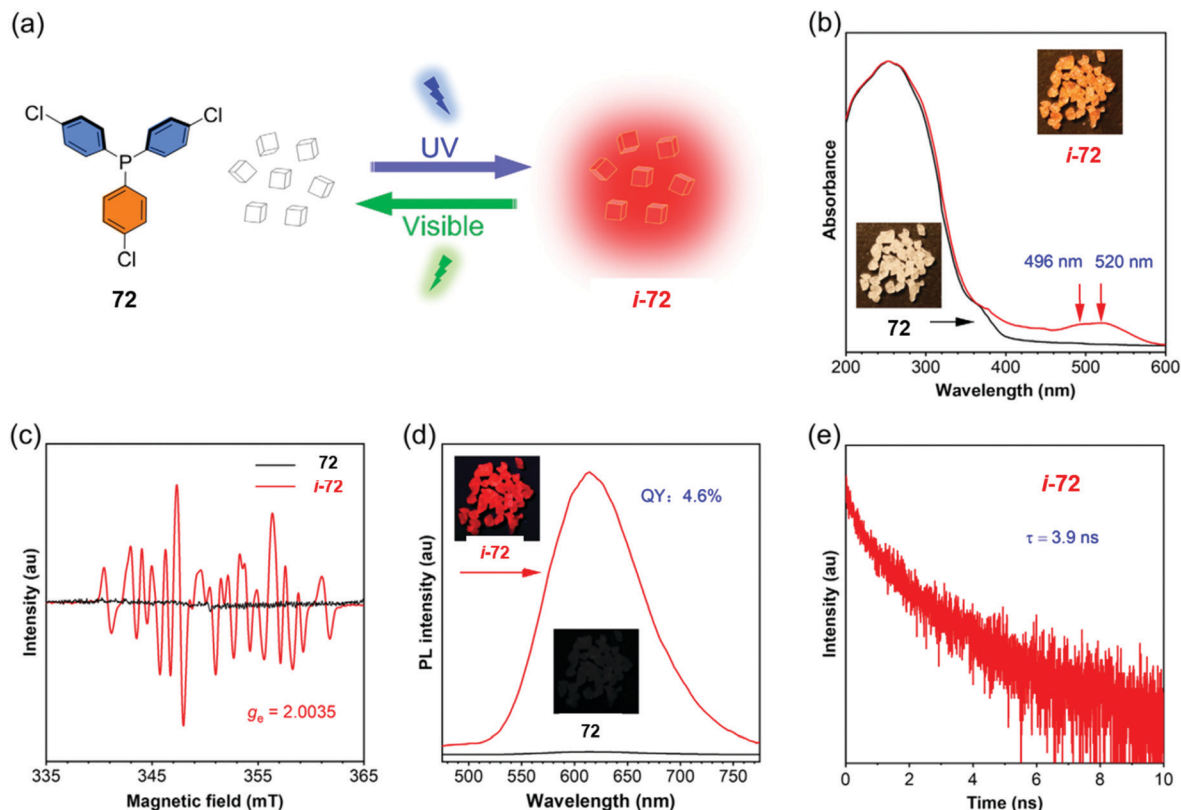 (a)
Cl
Cl
P
Cl
72
UV
Visible
i-72
(b)
Absorbance
i-72
72
496 nm 520 nm
200 300 400 500 600
Wavelength (nm)
(c)
Intensity (au)
72
i-72
gₑ = 2.0035
335 345 355 365
Magnetic field (mT)
(d)
PL intensity (au)
i-72
QY: 4.6%
72
500 550 600 650 700 750
Wavelength (nm)
(e)
Intensity (au)
i-72
τ = 3.9 ns
0 2 4 6 8 10
Time (ns)